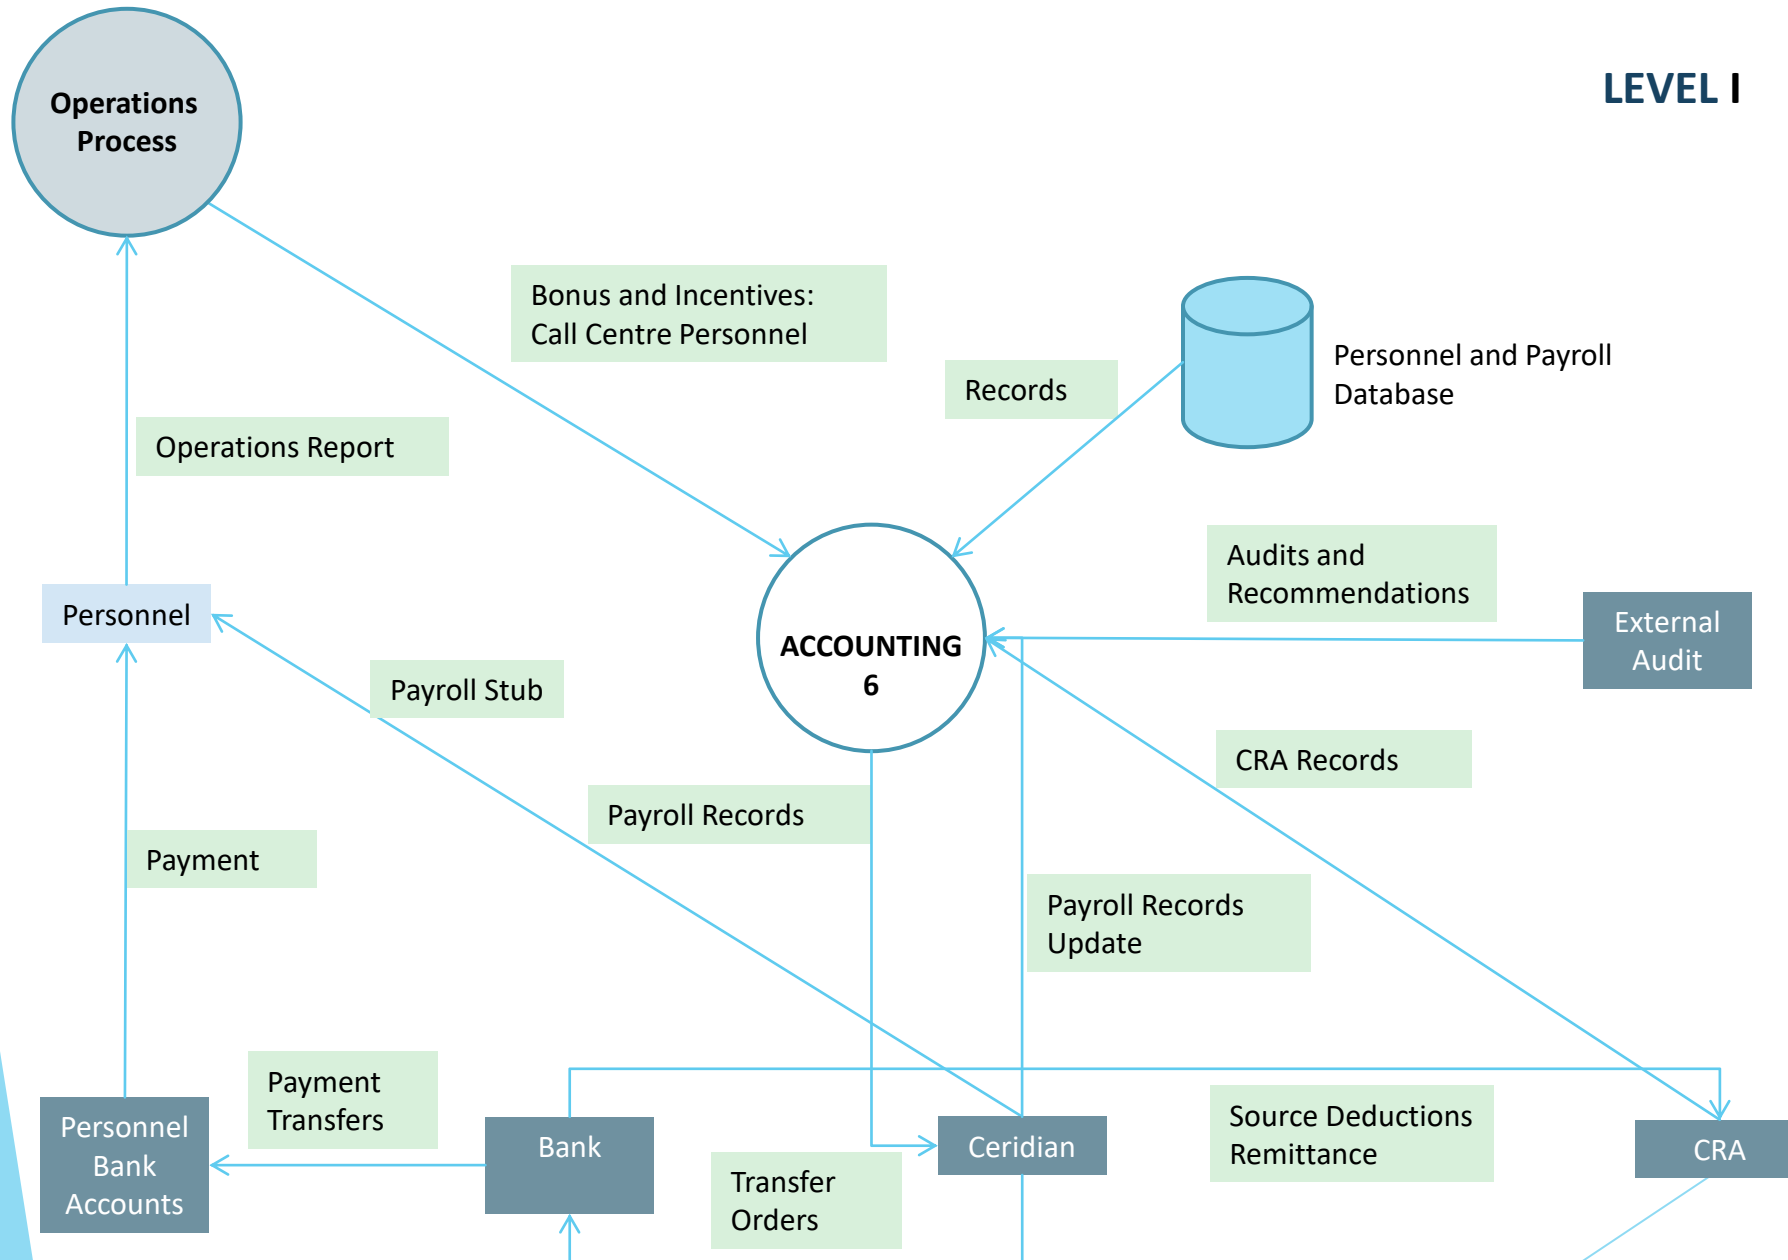 LEVEL I
Operations
Process
Bonus and Incentives:
Call Centre Personnel
Records
Personnel and Payroll
Database
Operations Report
Audits and
Recommendations
External
Audit
Personnel
ACCOUNTING
6
Payroll Stub
CRA Records
Payroll Records
Payment
Payroll Records
Update
Payment
Transfers
Personnel
Bank
Accounts
Bank
Transfer
Orders
Ceridian
Source Deductions
Remittance
CRA